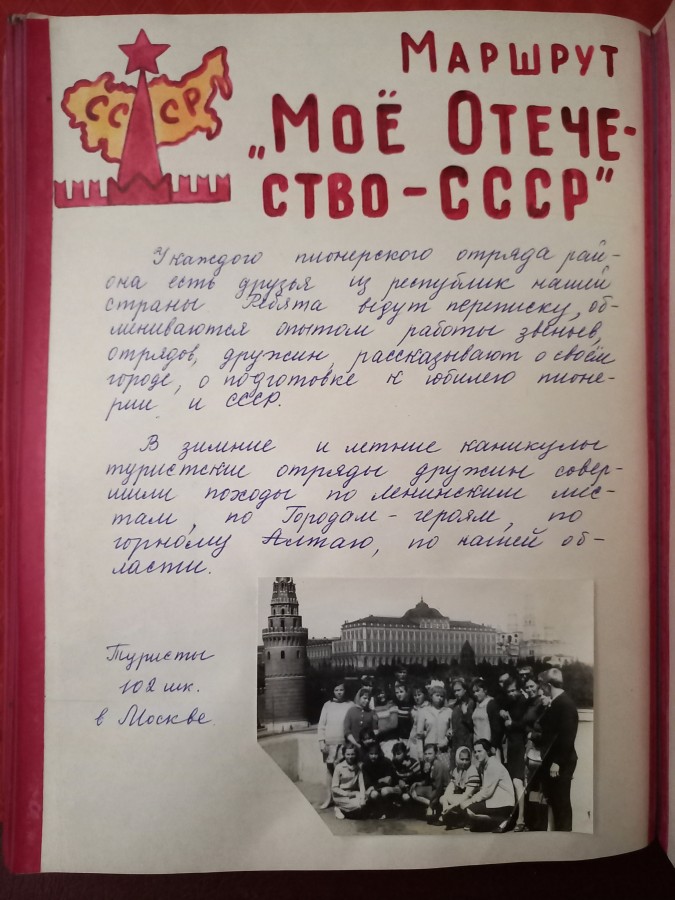 СССР
Маршрут
„Моё Отече-
ство-СССР"
У каждого пионерского отряда рай-
она есть друзья из республик нашей
страны Ребята ведут переписку, об-
мениваются опытом работы звеньев,
отрядов, дружин, рассказывают о своём
городе, о подготовке к юбилею пионе-
рии и СССР.
В зимние и летние каникулы
туристские отряды дружин совер-
шили походы по ленинским мес-
там, по Городам-героям, по
горному Алтаю, по нашей об-
ласти.
Туристы
102 шк.
в Москве.